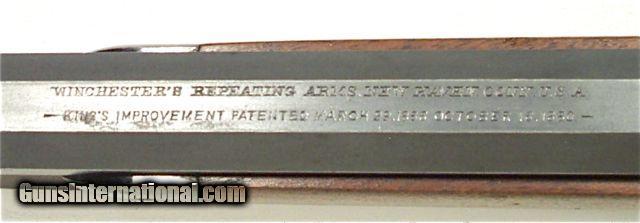 WINCHESTER'S REPEATING ARMS. NEW HAVEN CONN. U.S.A
— KING'S IMPROVEMENT PATENTED MARCH 29, 1866 OCTOBER 16, 1860 —
GunsInternational.com